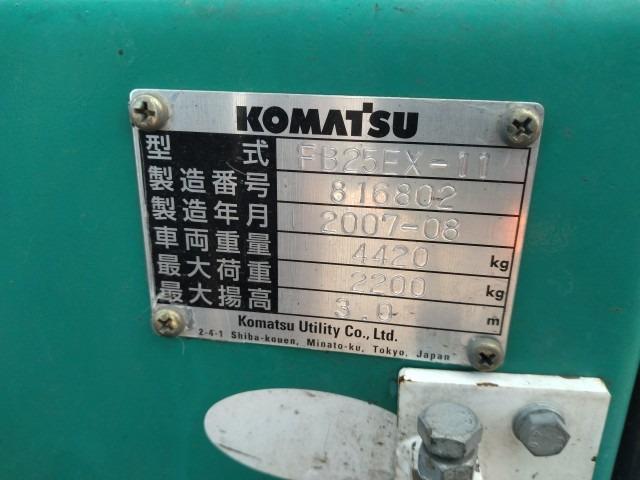 KOMATSU
型式 FB25EX-11
製造番号 816802
製造年月 2007-08
車両重量 4420 kg
最大荷重 2200 kg
最大揚高 3.0 m
Komatsu Utility Co., Ltd.
2-4-1 Shiba-kouen, Minato-ku, Tokyo, Japan